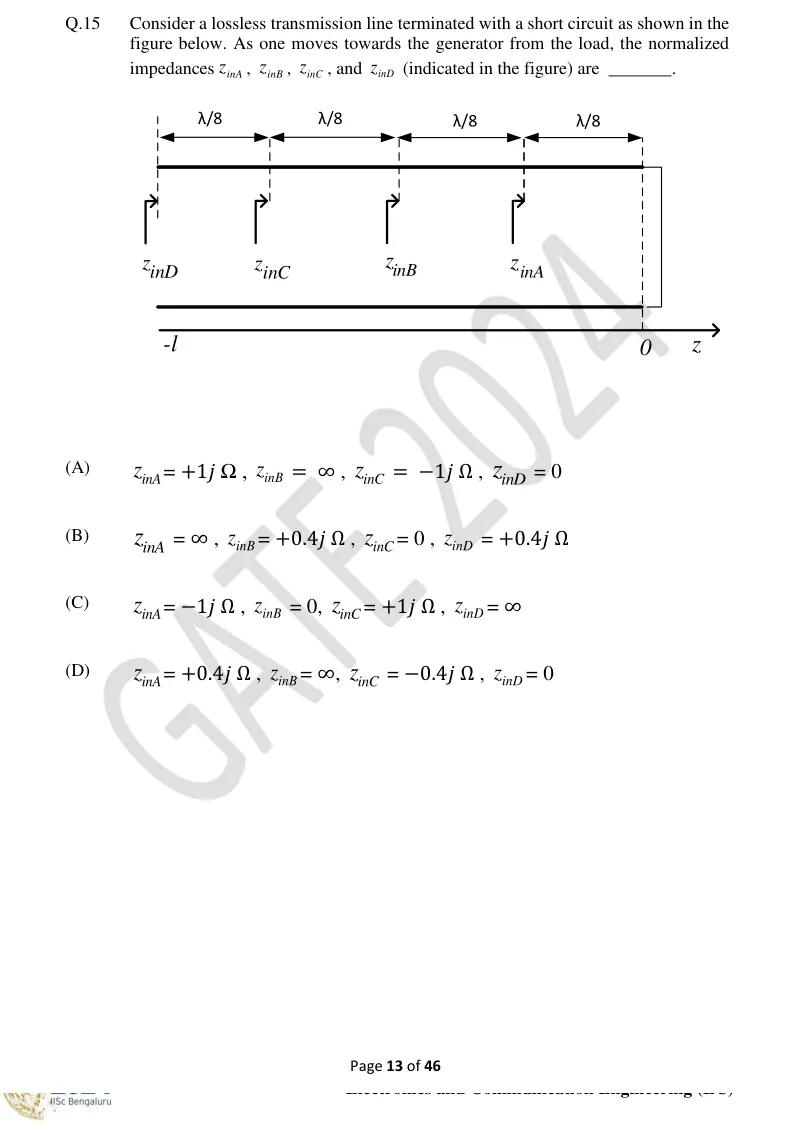 Q.15 Consider a lossless transmission line terminated with a short circuit as shown in the
figure below. As one moves towards the generator from the load, the normalized
impedances z_inA , z_inB , z_inC , and z_inD (indicated in the figure) are _______.
λ/8 λ/8 λ/8 λ/8
z_inD z_inC z_inB z_inA
-l 0 z
(A) z_inA = +1j Ω , z_inB = ∞ , z_inC = −1j Ω , z_inD = 0
(B) z_inA = ∞ , z_inB = +0.4j Ω , z_inC = 0 , z_inD = +0.4j Ω
(C) z_inA = −1j Ω , z_inB = 0, z_inC = +1j Ω , z_inD = ∞
(D) z_inA = +0.4j Ω , z_inB = ∞, z_inC = −0.4j Ω , z_inD = 0
GATE 2024
Page 13 of 46
IISc Bengaluru